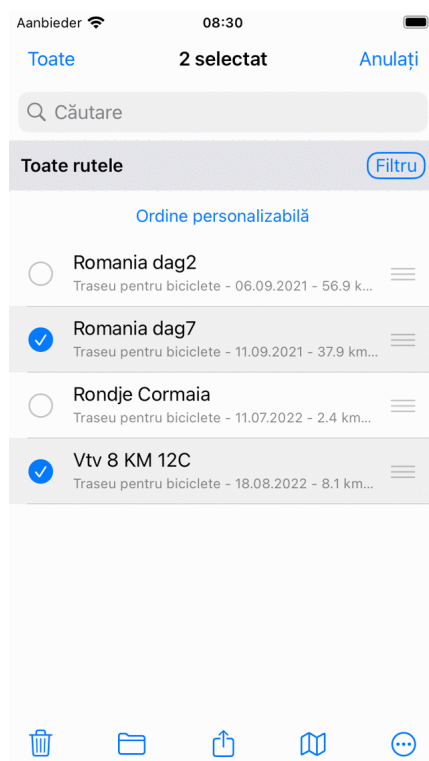 Aanbieder 08:30
Toate 2 selectat Anulați
Căutare
Toate rutele Filtru
Ordine personalizabilă
Romania dag2
Traseu pentru biciclete - 06.09.2021 - 56.9 k...
Romania dag7
Traseu pentru biciclete - 11.09.2021 - 37.9 km...
Rondje Cormaia
Traseu pentru biciclete - 11.07.2022 - 2.4 km...
Vtv 8 KM 12C
Traseu pentru biciclete - 18.08.2022 - 8.1 km...